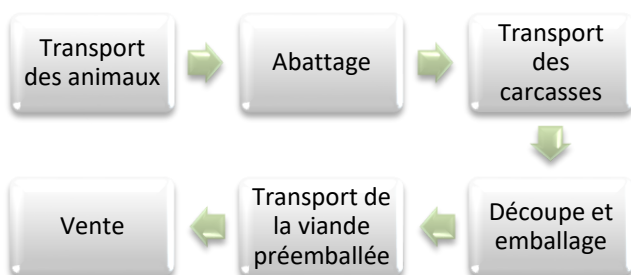 Transport
des animaux
Abattage
Transport
des
carcasses
Découpe et
emballage
Transport de
la viande
préemballée
Vente